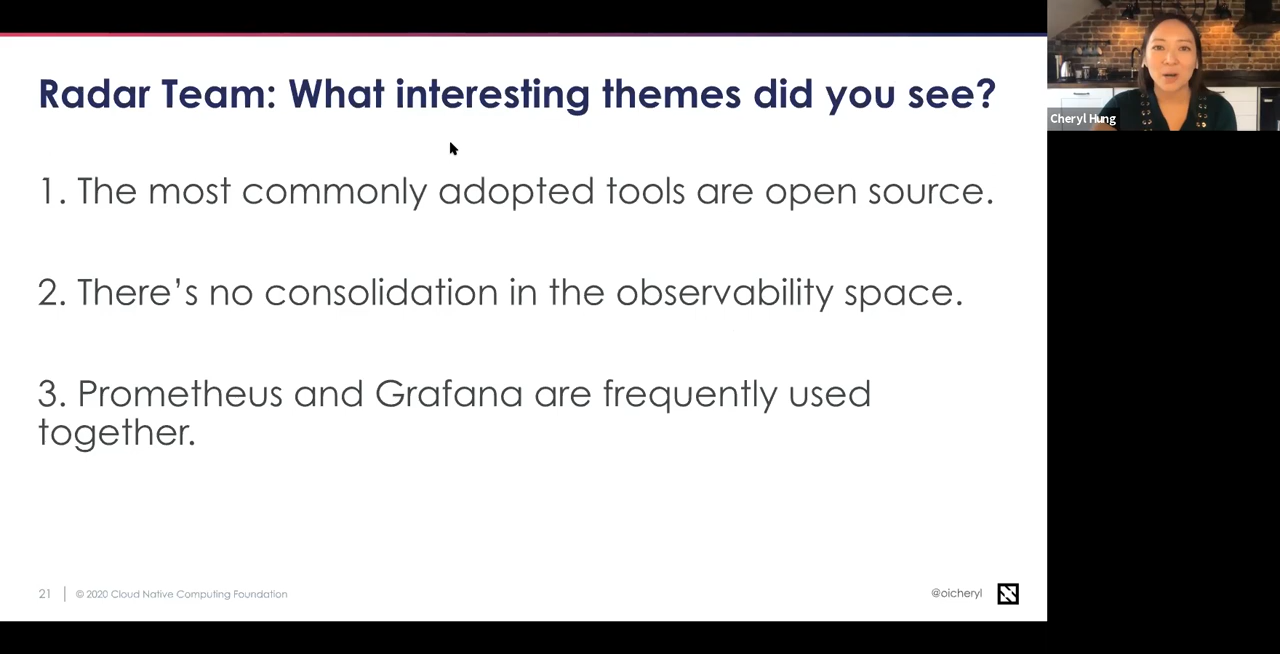 Radar Team: What interesting themes did you see?
1. The most commonly adopted tools are open source.
2. There’s no consolidation in the observability space.
3. Prometheus and Grafana are frequently used
together.
21 | © 2020 Cloud Native Computing Foundation
@oicheryl
Cheryl Hung